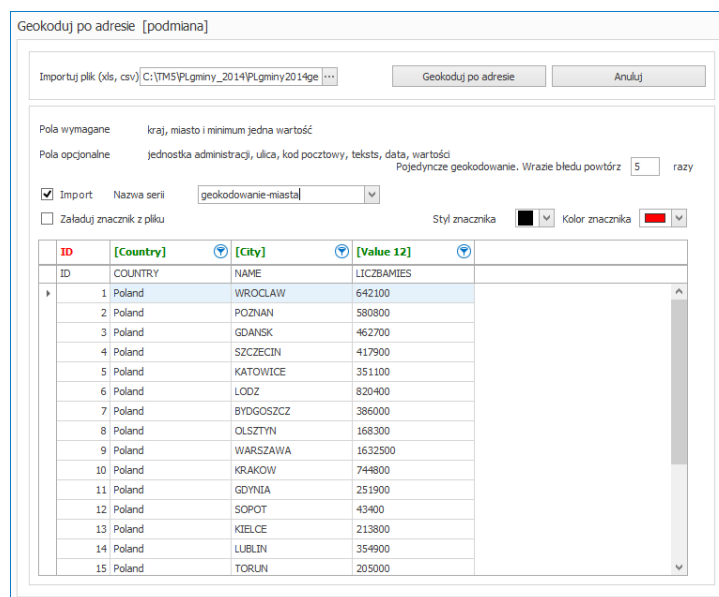 Geokoduj po adresie [podmiana]
Importuj plik (xls, csv) C:\TM5\PLgminy_2014\PLgminy2014ge ... Geokoduj po adresie Anuluj
Pola wymagane kraj, miasto i minimum jedna wartość
Pola opcjonalne jednostka administracji, ulica, kod pocztowy, teksts, data, wartości
Pojedyncze geokodowanie. Wrazie błedu powtórz 5 razy
Import Nazwa serii geokodowanie-miasta
Załaduj znacznik z pliku Styl znacznika Kolor znacznika
ID [Country] [City] [Value 12]
ID COUNTRY NAME LICZBAMIES
1 Poland WROCLAW 642100
2 Poland POZNAN 580800
3 Poland GDANSK 462700
4 Poland SZCZECIN 417900
5 Poland KATOWICE 351100
6 Poland LODZ 820400
7 Poland BYDGOSZCZ 386000
8 Poland OLSZTYN 168300
9 Poland WARSZAWA 1632500
10 Poland KRAKOW 744800
11 Poland GDYNIA 251900
12 Poland SOPOT 43400
13 Poland KIELCE 213800
14 Poland LUBLIN 354900
15 Poland TORUN 205000